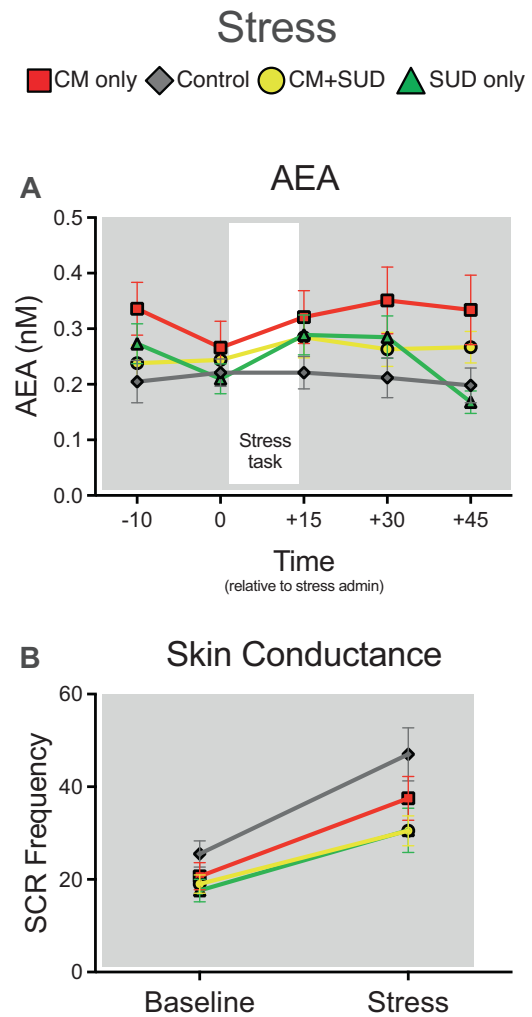 Stress
CM only Control CM+SUD SUD only
A
AEA
0.5
0.4
0.3
0.2
0.1
0.0
AEA (nM)
Stress
task
-10 0 +15 +30 +45
Time
(relative to stress admin)
B
Skin Conductance
60
40
20
0
SCR Frequency
Baseline Stress